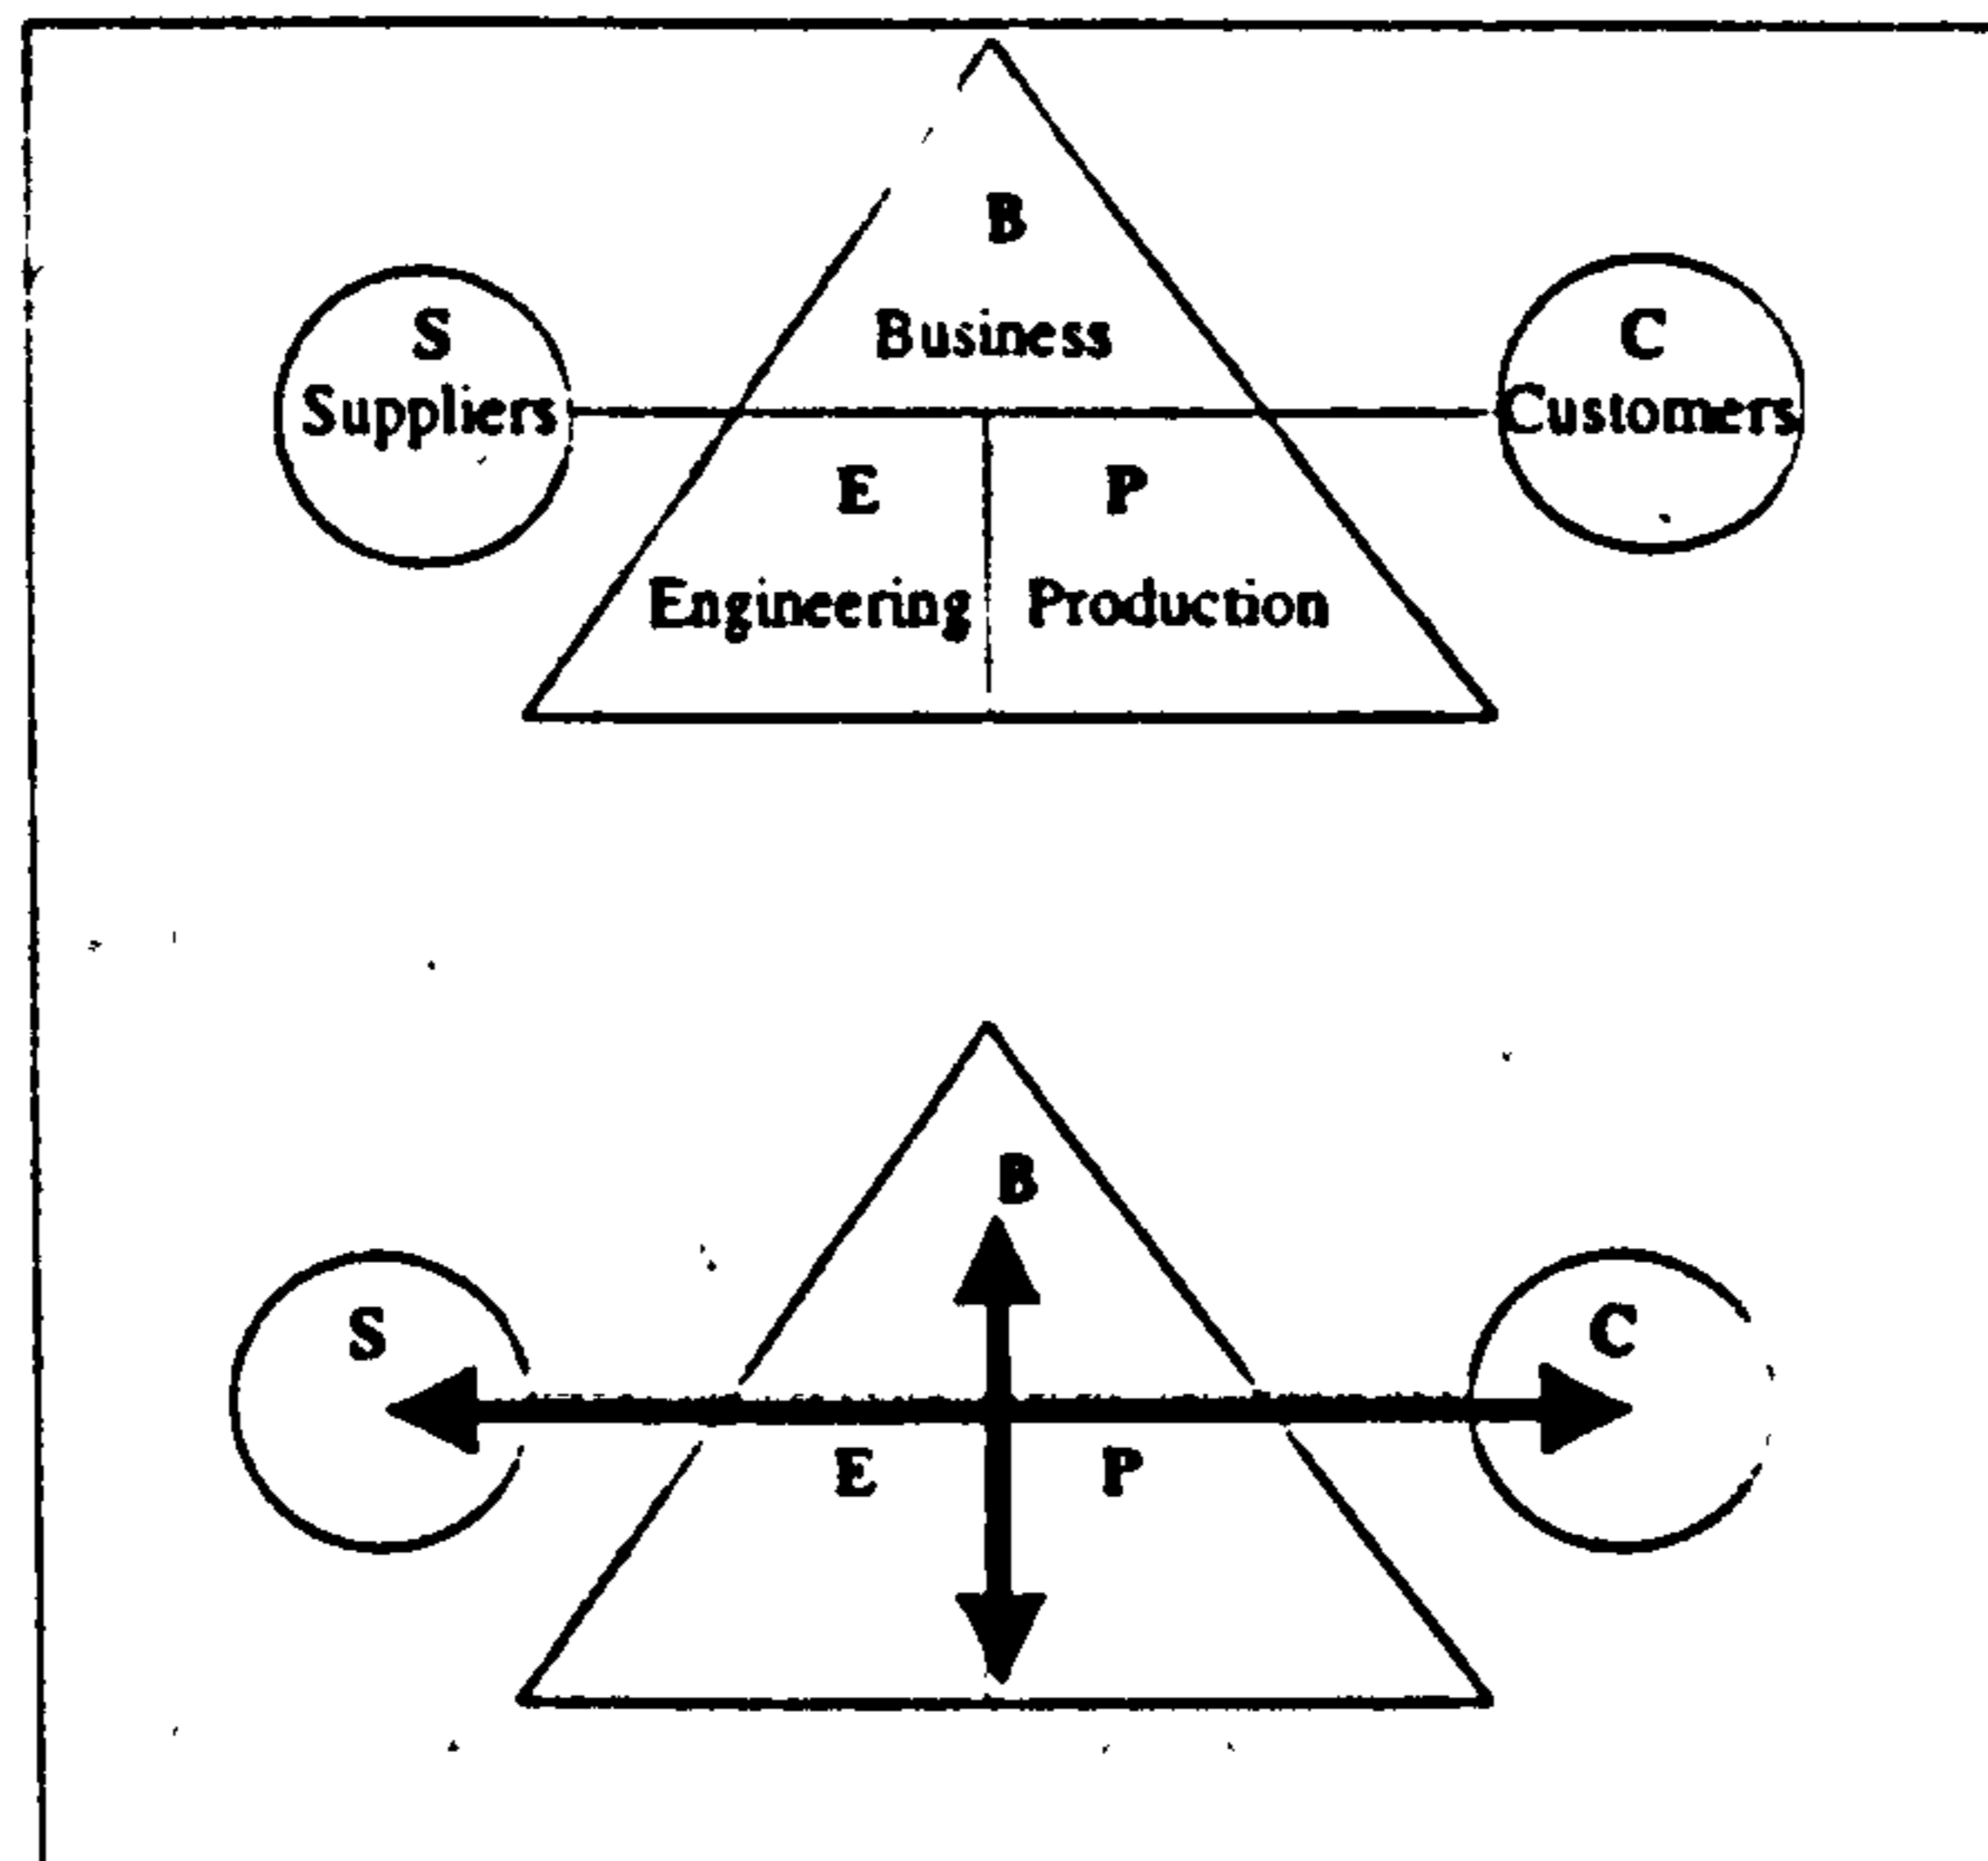 B
Business
S
Suppliers
C
Customers
E
P
Engineering
Production
B
S
C
E
P